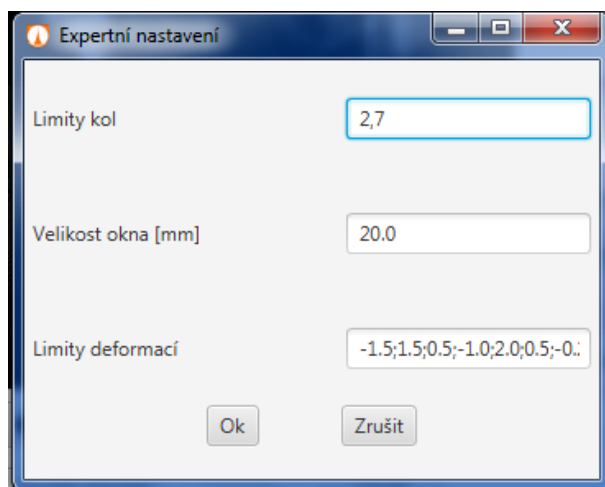 Expertní nastavení
Limity kol 2,7
Velikost okna [mm] 20.0
Limity deformací -1.5;1.5;0.5;-1.0;2.0;0.5;-0.
Ok Zrušit